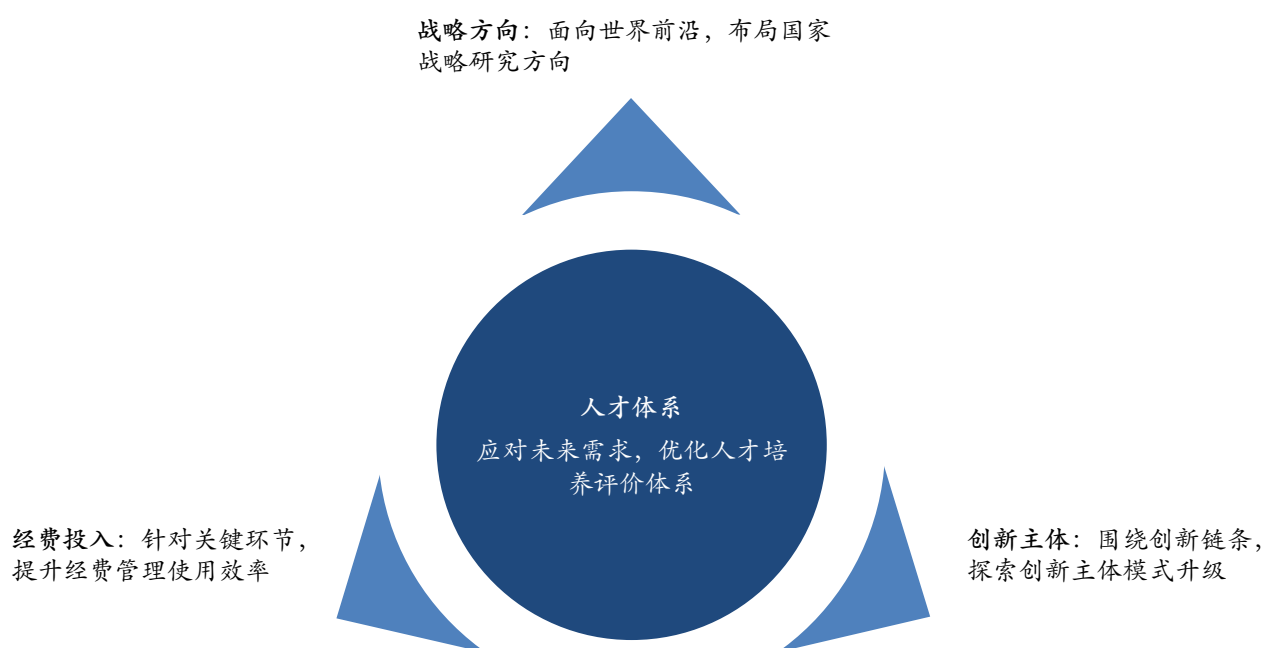 战略方向：面向世界前沿，布局国家
战略研究方向
人才体系
应对未来需求，优化人才培
养评价体系
经费投入：针对关键环节，
提升经费管理使用效率
创新主体：围绕创新链条，
探索创新主体模式升级